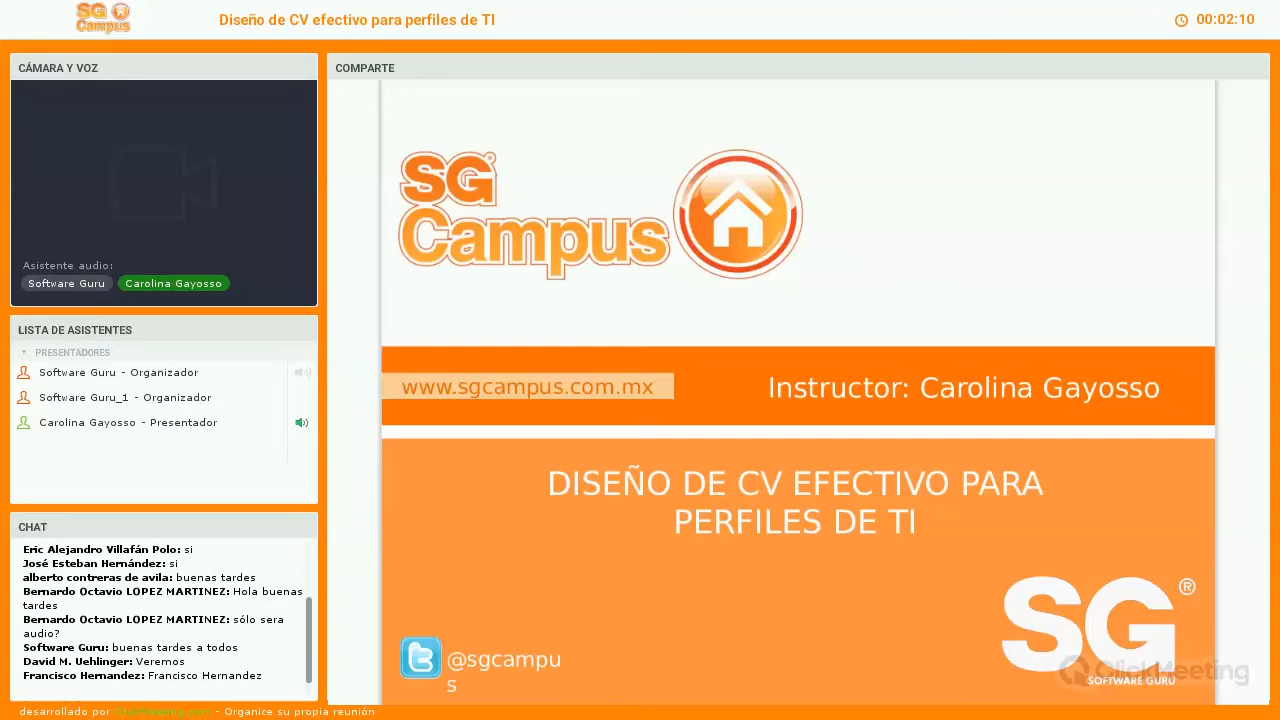 SG
Campus
Diseño de CV efectivo para perfiles de TI
00:02:10
CÁMARA Y VOZ
Asistente audio:
Software Guru
Carolina Gayosso
LISTA DE ASISTENTES
PRESENTADORES
Software Guru - Organizador
Software Guru_1 - Organizador
Carolina Gayosso - Presentador
CHAT
Eric Alejandro Villafán Polo: si
José Esteban Hernández: si
alberto contreras de avila: buenas tardes
Bernardo Octavio LOPEZ MARTINEZ: Hola buenas
tardes
Bernardo Octavio LOPEZ MARTINEZ: sólo sera
audio?
Software Guru: buenas tardes a todos
David M. Uehlinger: Veremos
Francisco Hernandez: Francisco Hernandez
desarrollado por ClickMeeting.com - Organice su propia reunión
COMPARTE
SG
Campus
www.sgcampus.com.mx
Instructor: Carolina Gayosso
DISEÑO DE CV EFECTIVO PARA
PERFILES DE TI
@sgcampu
s
SG®
SOFTWARE GURU
ClickMeeting